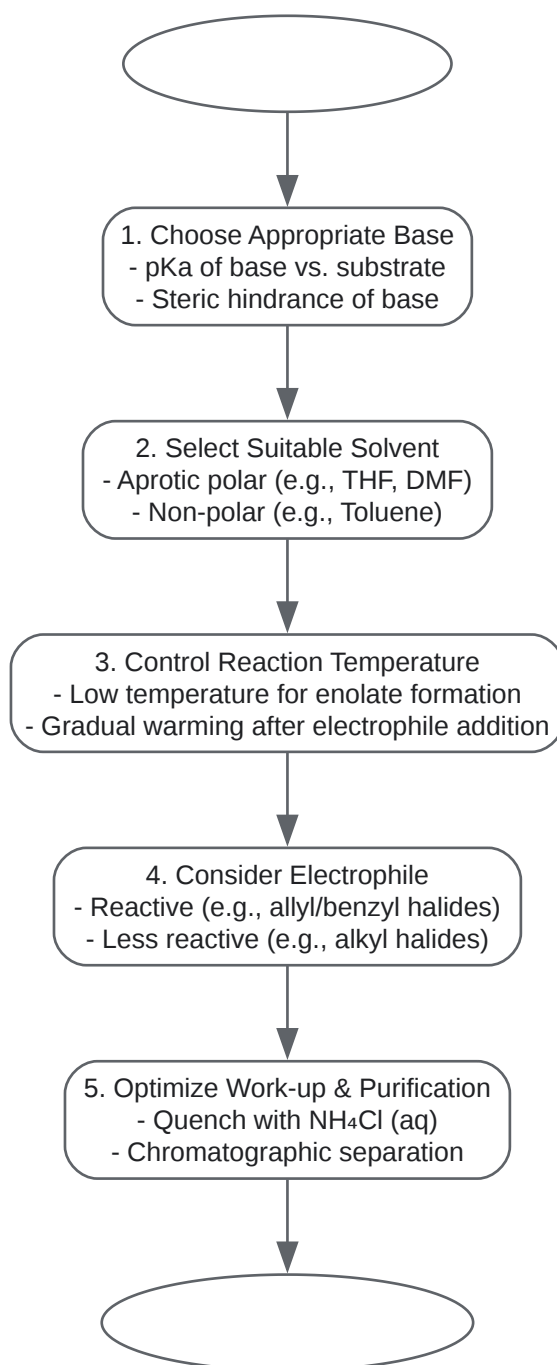 1. Choose Appropriate Base
- pKa of base vs. substrate
- Steric hindrance of base
2. Select Suitable Solvent
- Aprotic polar (e.g., THF, DMF)
- Non-polar (e.g., Toluene)
3. Control Reaction Temperature
- Low temperature for enolate formation
- Gradual warming after electrophile addition
4. Consider Electrophile
- Reactive (e.g., allyl/benzyl halides)
- Less reactive (e.g., alkyl halides)
5. Optimize Work-up & Purification
- Quench with NH₄Cl (aq)
- Chromatographic separation